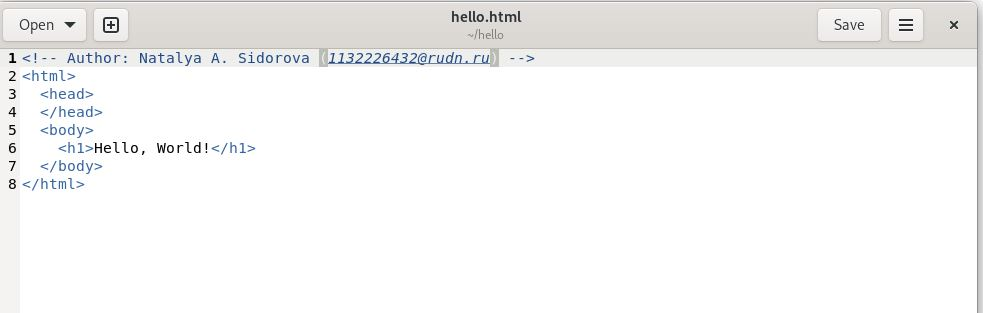 Open
hello.html
~/hello
Save
1 <!-- Author: Natalya A. Sidorova (1132226432@rudn.ru) -->
2 <html>
3   <head>
4   </head>
5   <body>
6     <h1>Hello, World!</h1>
7   </body>
8 </html>